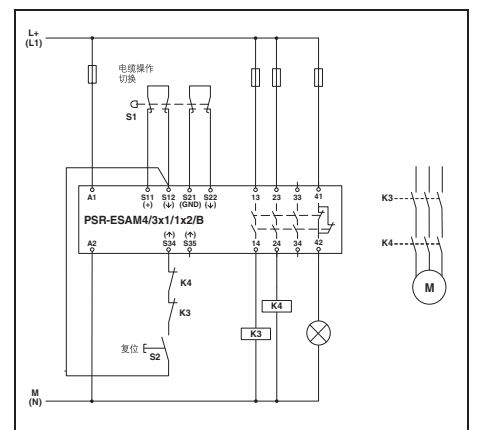 L+
(L1)
电缆操作
切换
S1
A1 S11 S12 S21 S22 13 23 33 41
(+) (↓) (GND) (↓)
PSR-ESAM4/3x1/1x2/B
(↑) (↑)
A2 S34 S35 14 24 34 42
K3
K4
M
K4
K3
K4
K3
复位
S2
M
(N)